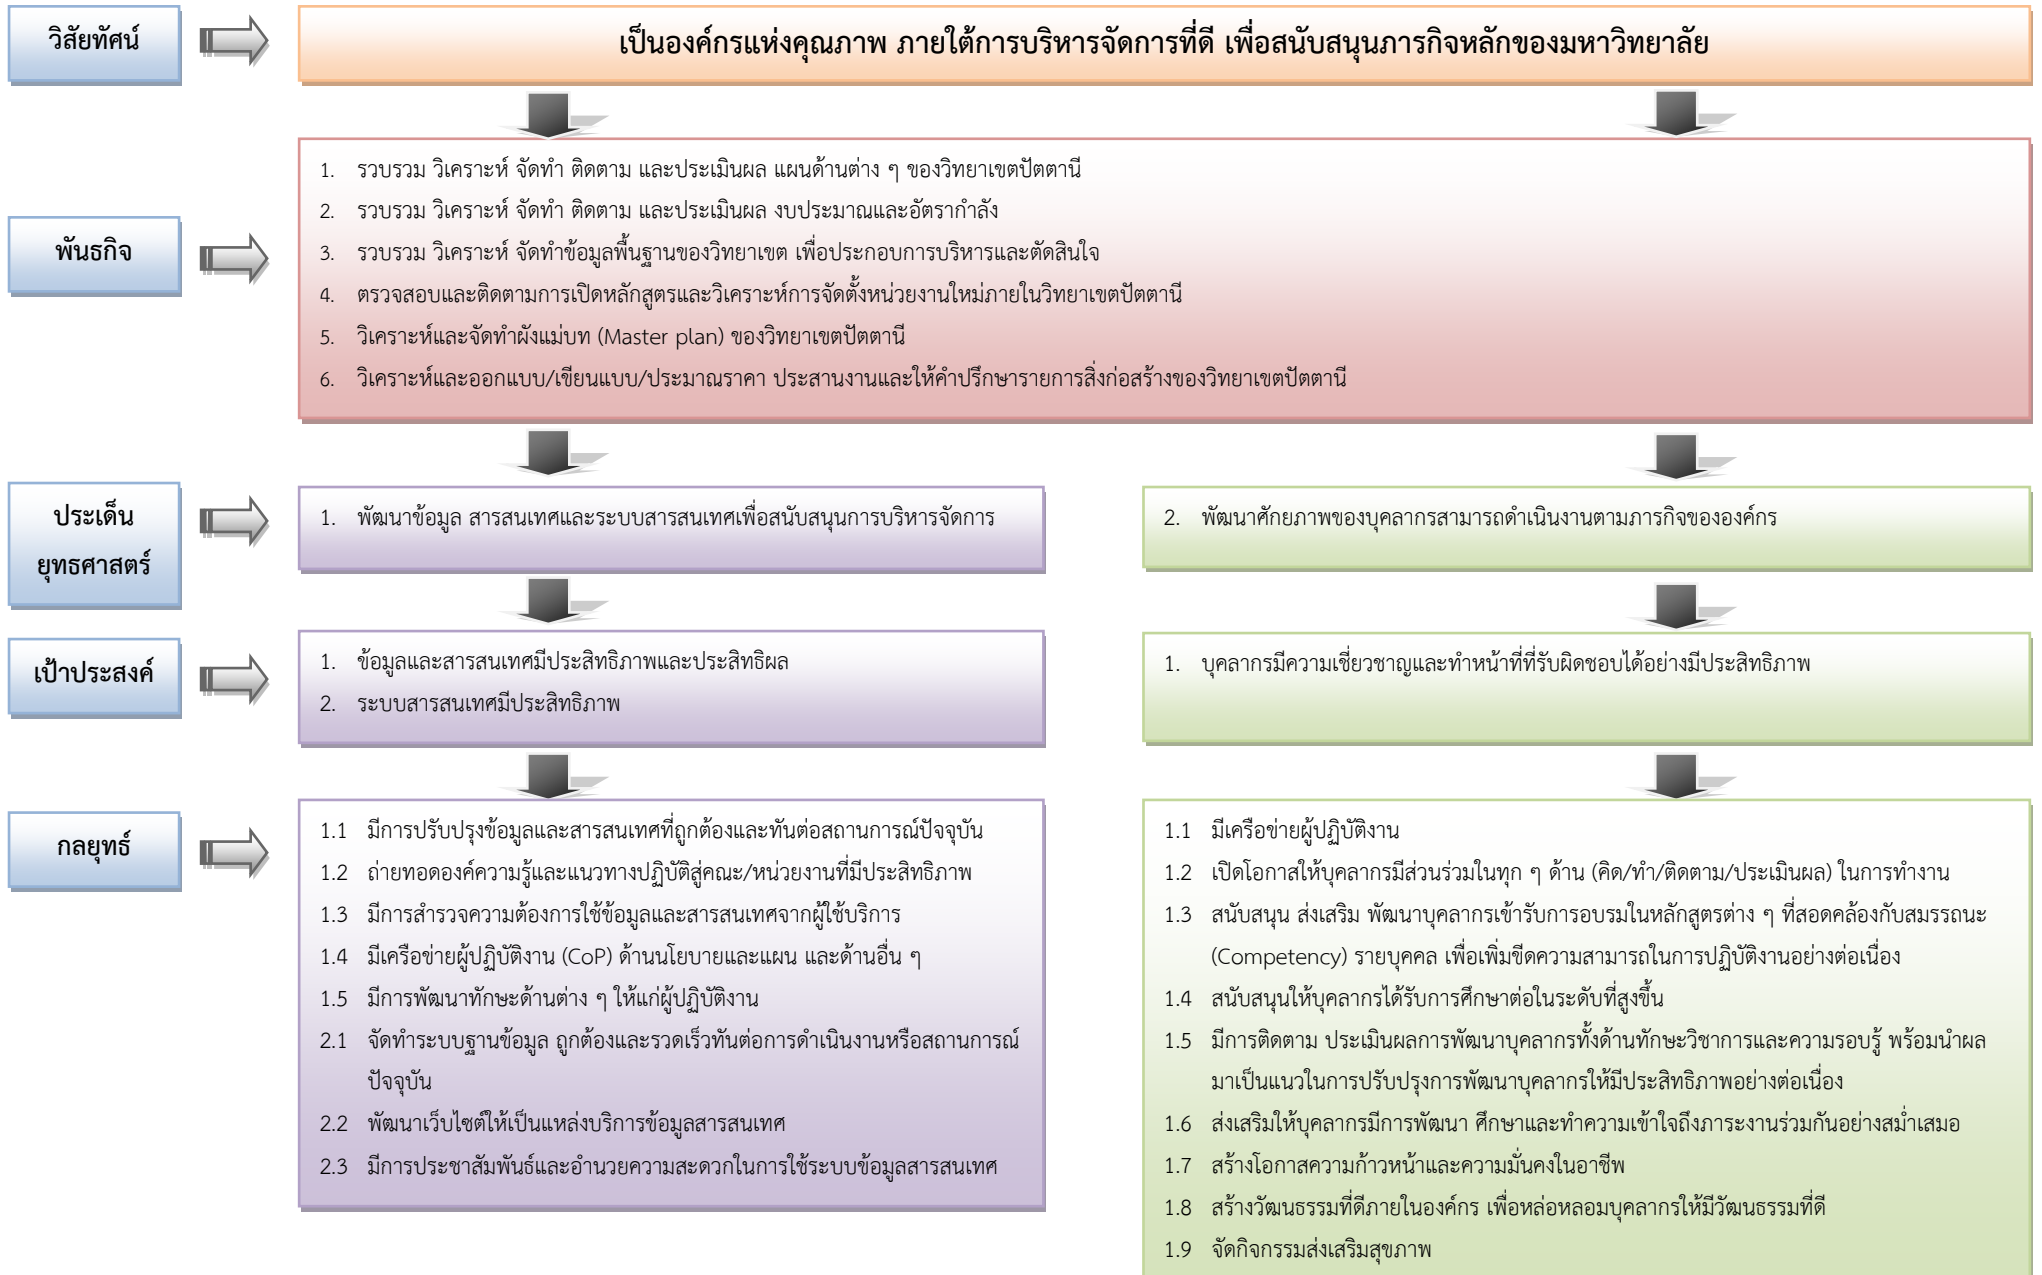 วิสัยทัศน์
เป็นองค์กรแห่งคุณภาพ ภายใต้การบริหารจัดการที่ดี เพื่อสนับสนุนภารกิจหลักของมหาวิทยาลัย
พันธกิจ
1. รวบรวม วิเคราะห์ จัดทำ ติดตาม และประเมินผล แผนด้านต่าง ๆ ของวิทยาเขตปัตตานี
2. รวบรวม วิเคราะห์ จัดทำ ติดตาม และประเมินผล งบประมาณและอัตรากำลัง
3. รวบรวม วิเคราะห์ จัดทำข้อมูลพื้นฐานของวิทยาเขต เพื่อประกอบการบริหารและตัดสินใจ
4. ตรวจสอบและติดตามการเปิดหลักสูตรและวิเคราะห์การจัดตั้งหน่วยงานใหม่ภายในวิทยาเขตปัตตานี
5. วิเคราะห์และจัดทำผังแม่บท (Master plan) ของวิทยาเขตปัตตานี
6. วิเคราะห์และออกแบบ/เขียนแบบ/ประมาณราคา ประสานงานและให้คำปรึกษารายการสิ่งก่อสร้างของวิทยาเขตปัตตานี
ประเด็น
ยุทธศาสตร์
1. พัฒนาข้อมูล สารสนเทศและระบบสารสนเทศเพื่อสนับสนุนการบริหารจัดการ
2. พัฒนาศักยภาพของบุคลากรสามารถดำเนินงานตามภารกิจขององค์กร
เป้าประสงค์
1. ข้อมูลและสารสนเทศมีประสิทธิภาพและประสิทธิผล
2. ระบบสารสนเทศมีประสิทธิภาพ
1. บุคลากรมีความเชี่ยวชาญและทำหน้าที่ที่รับผิดชอบได้อย่างมีประสิทธิภาพ
กลยุทธ์
1.1 มีการปรับปรุงข้อมูลและสารสนเทศที่ถูกต้องและทันต่อสถานการณ์ปัจจุบัน
1.2 ถ่ายทอดองค์ความรู้และแนวทางปฏิบัติสู่คณะ/หน่วยงานที่มีประสิทธิภาพ
1.3 มีการสำรวจความต้องการใช้ข้อมูลและสารสนเทศจากผู้ใช้บริการ
1.4 มีเครือข่ายผู้ปฏิบัติงาน (CoP) ด้านนโยบายและแผน และด้านอื่น ๆ
1.5 มีการพัฒนาทักษะด้านต่าง ๆ ให้แก่ผู้ปฏิบัติงาน
2.1 จัดทำระบบฐานข้อมูล ถูกต้องและรวดเร็วทันต่อการดำเนินงานหรือสถานการณ์
ปัจจุบัน
2.2 พัฒนาเว็บไซต์ให้เป็นแหล่งบริการข้อมูลสารสนเทศ
2.3 มีการประชาสัมพันธ์และอำนวยความสะดวกในการใช้ระบบข้อมูลสารสนเทศ
1.1 มีเครือข่ายผู้ปฏิบัติงาน
1.2 เปิดโอกาสให้บุคลากรมีส่วนร่วมในทุก ๆ ด้าน (คิด/ทำ/ติดตาม/ประเมินผล) ในการทำงาน
1.3 สนับสนุน ส่งเสริม พัฒนาบุคลากรเข้ารับการอบรมในหลักสูตรต่าง ๆ ที่สอดคล้องกับสมรรถนะ
(Competency) รายบุคคล เพื่อเพิ่มขีดความสามารถในการปฏิบัติงานอย่างต่อเนื่อง
1.4 สนับสนุนให้บุคลากรได้รับการศึกษาต่อในระดับที่สูงขึ้น
1.5 มีการติดตาม ประเมินผลการพัฒนาบุคลากรทั้งด้านทักษะวิชาการและความรอบรู้ พร้อมนำผล
มาเป็นแนวในการปรับปรุงการพัฒนาบุคลากรให้มีประสิทธิภาพอย่างต่อเนื่อง
1.6 ส่งเสริมให้บุคลากรมีการพัฒนา ศึกษาและทำความเข้าใจถึงภาระงานร่วมกันอย่างสม่ำเสมอ
1.7 สร้างโอกาสความก้าวหน้าและความมั่นคงในอาชีพ
1.8 สร้างวัฒนธรรมที่ดีภายในองค์กร เพื่อหล่อหลอมบุคลากรให้มีวัฒนธรรมที่ดี
1.9 จัดกิจกรรมส่งเสริมสุขภาพ